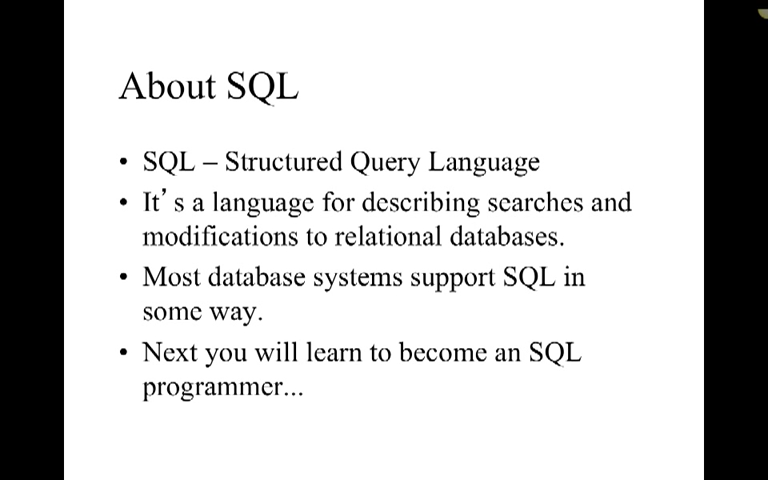 About SQL
• SQL – Structured Query Language
• It's a language for describing searches and
modifications to relational databases.
• Most database systems support SQL in
some way.
• Next you will learn to become an SQL
programmer...